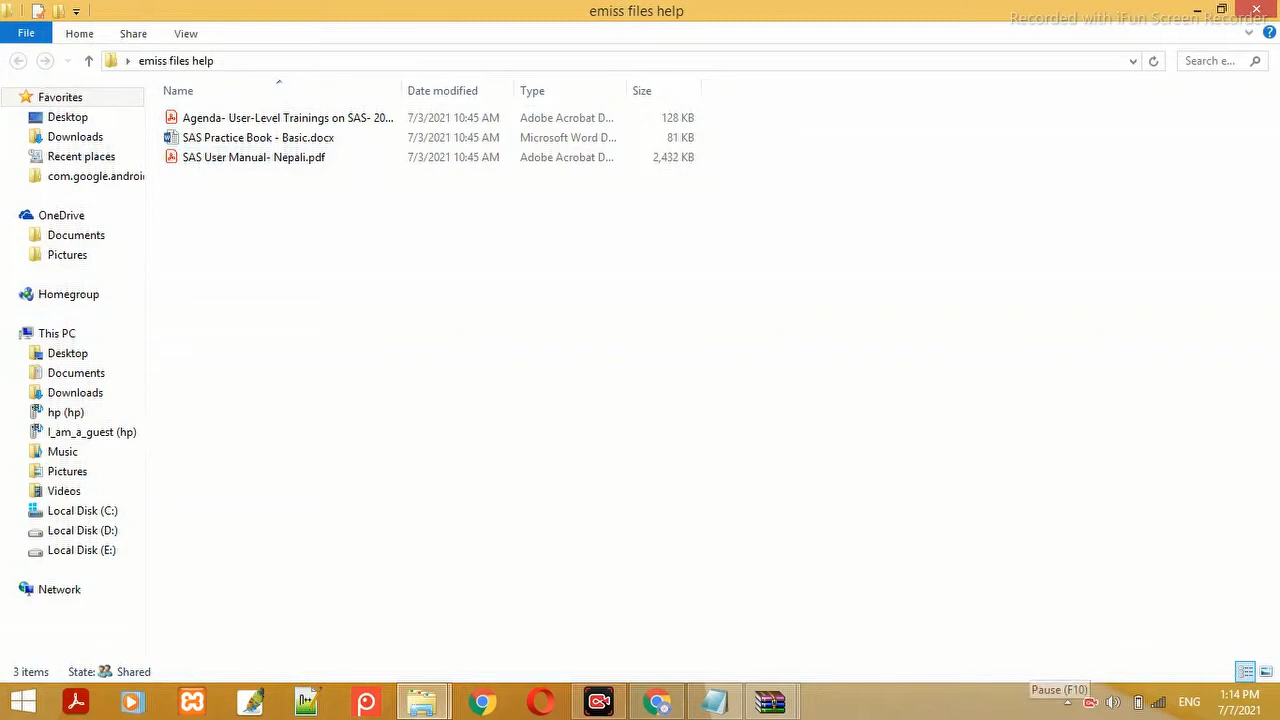 emiss files help
Recorded with iFun Screen Recorder
File Home Share View
emiss files help
Search e...
Name Date modified Type Size
Favorites
Agenda- User-Level Trainings on SAS- 20... 7/3/2021 10:45 AM Adobe Acrobat D... 128 KB
Desktop
SAS Practice Book - Basic.docx 7/3/2021 10:45 AM Microsoft Word D... 81 KB
Downloads
SAS User Manual- Nepali.pdf 7/3/2021 10:45 AM Adobe Acrobat D... 2,432 KB
Recent places
com.google.androi
OneDrive
Documents
Pictures
Homegroup
This PC
Desktop
Documents
Downloads
hp (hp)
I_am_a_guest (hp)
Music
Pictures
Videos
Local Disk (C:)
Local Disk (D:)
Local Disk (E:)
Network
3 items State: Shared
Pause (F10)
ENG
1:14 PM
7/7/2021